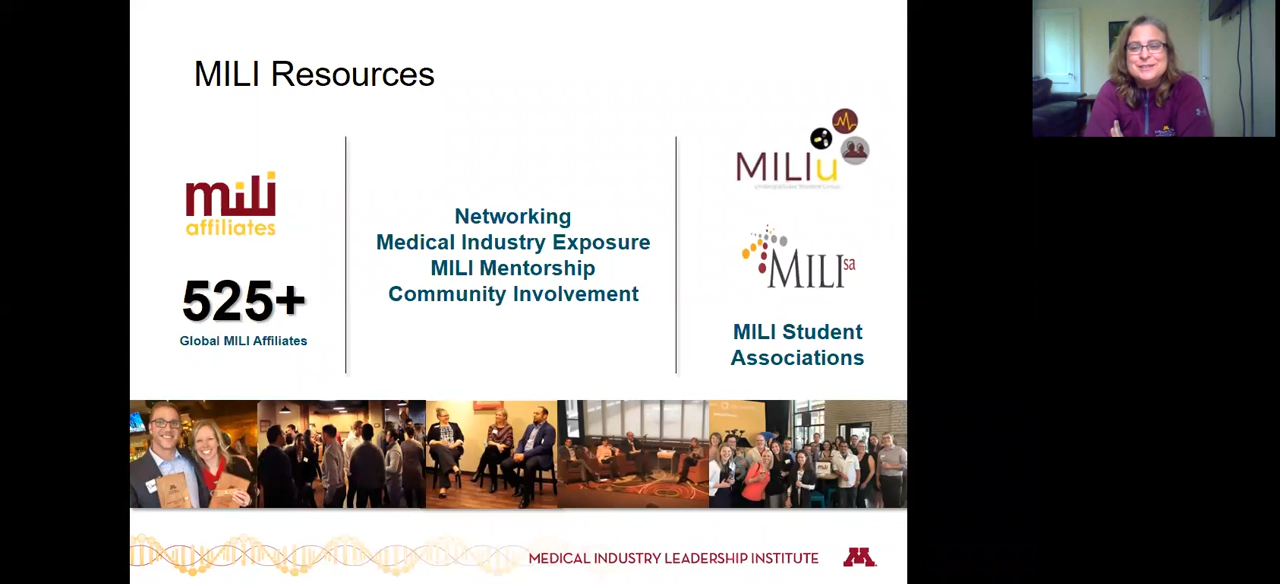 MILI Resources
mili
affiliates
525+
Global MILI Affiliates
Networking
Medical Industry Exposure
MILI Mentorship
Community Involvement
MILIu
MILIsa
MILI Student
Associations
MEDICAL INDUSTRY LEADERSHIP INSTITUTE
M